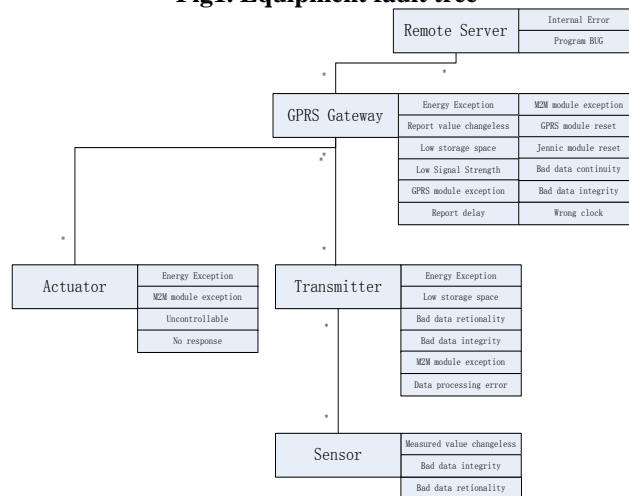 Fig1. Equipment fault tree
Remote Server
Internal Error
Program BUG
*
*
GPRS Gateway
Energy Exception
M2M module exception
Report value changeless
GPRS module reset
Low storage space
Jennic module reset
Low Signal Strength
Bad data continuity
GPRS module exception
Bad data integrity
Report delay
Wrong clock
*
*
*
*
Actuator
Energy Exception
M2M module exception
Uncontrollable
No response
Transmitter
Energy Exception
Low storage space
Bad data retionality
Bad data integrity
M2M module exception
Data processing error
*
*
Sensor
Measured value changeless
Bad data integrity
Bad data retionality